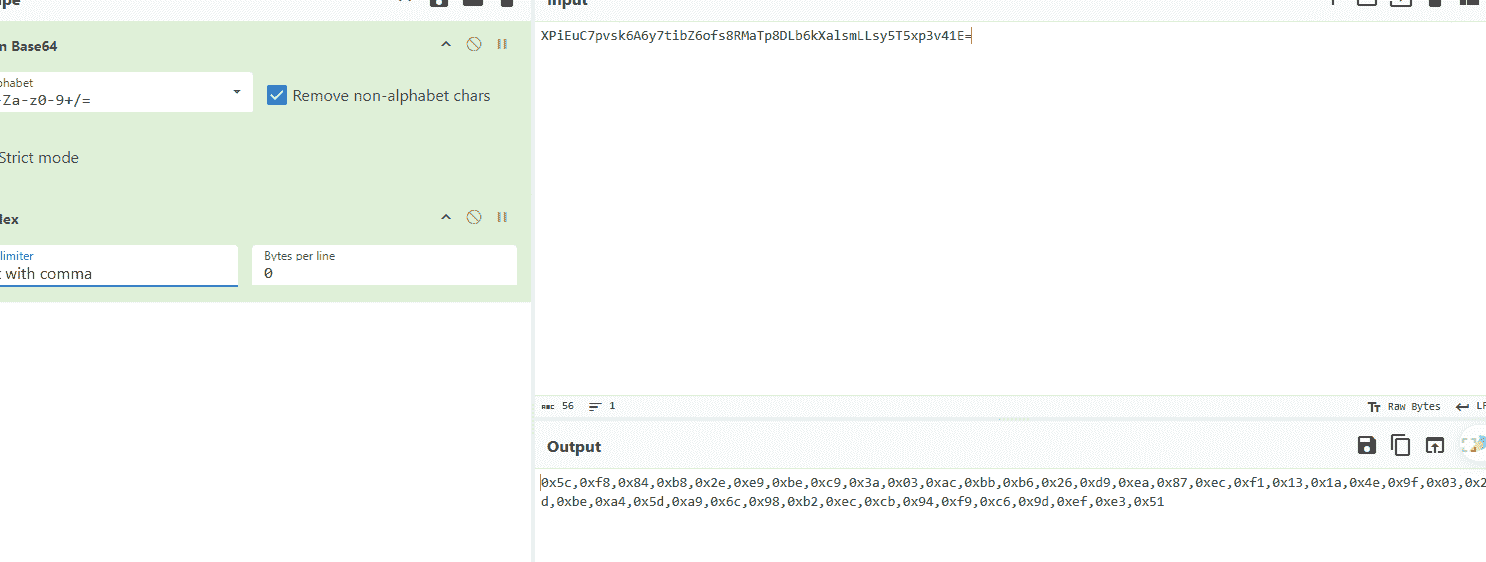 Input
n Base64
XPiEuC7pvsk6A6y7tibZ6ofs8RMaTp8DLb6kXalsmLLsy5T5xp3v41E=
phabet
-Za-z0-9+/=
Remove non-alphabet chars
Strict mode
Hex
limiter
t with comma
Bytes per line
0
ABC 56
1
Raw Bytes
LF
Output
0x5c,0xf8,0x84,0xb8,0x2e,0xe9,0xbe,0xc9,0x3a,0x03,0xac,0xbb,0xb6,0x26,0xd9,0xea,0x87,0xec,0xf1,0x13,0x1a,0x4e,0x9f,0x03,0x2
d,0xbe,0xa4,0x5d,0xa9,0x6c,0x98,0xb2,0xec,0xcb,0x94,0xf9,0xc6,0x9d,0xef,0xe3,0x51